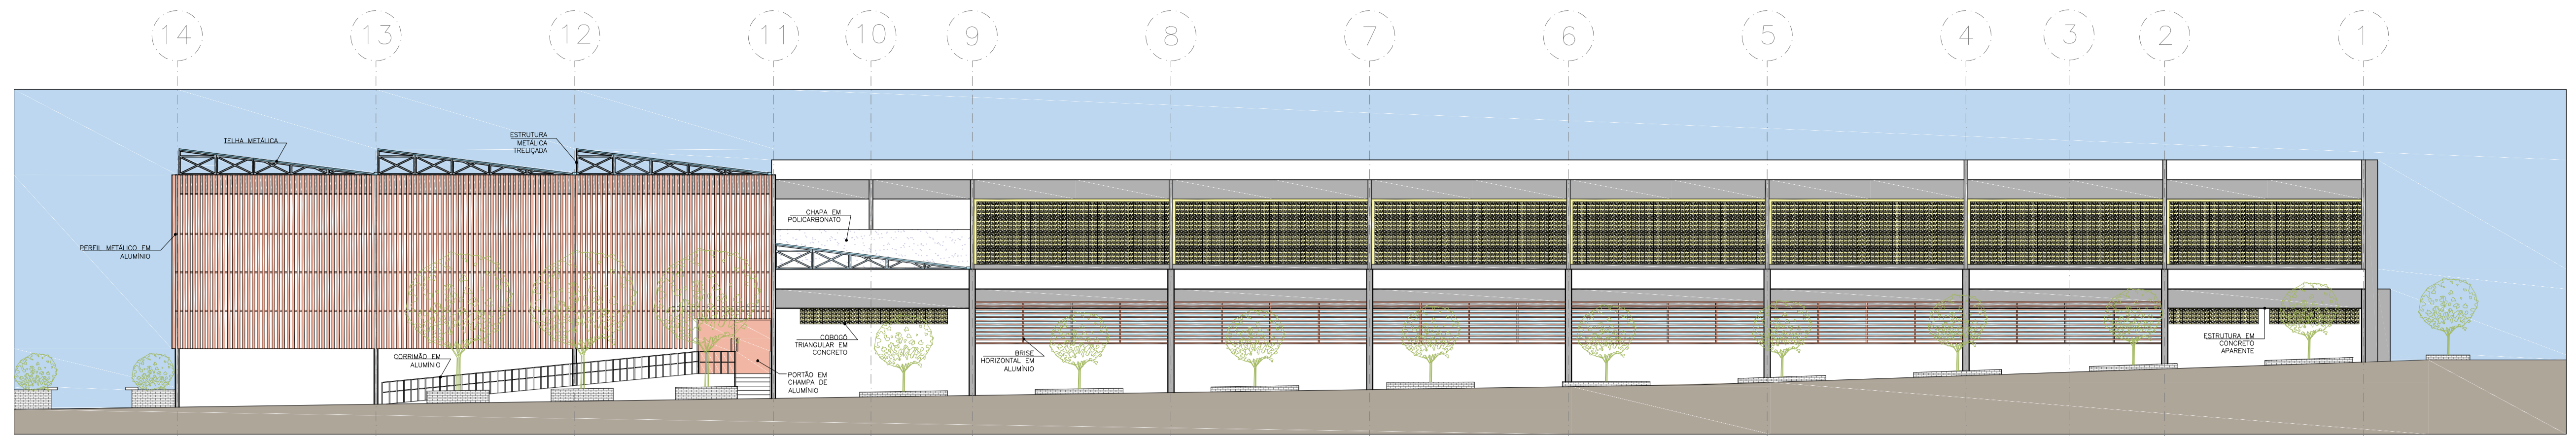 14 13 12 11 10 9 8 7 6 5 4 3 2 1
TELHA METÁLICA
ESTRUTURA
METÁLICA
TRELIÇADA
CHAPA EM
POLICARBONATO
PERFIL METÁLICO EM
ALUMÍNIO
CORRIMÃO EM
ALUMÍNIO
PORTÃO EM
CHAMPA DE
ALUMÍNIO
COBOGÓ
TRIANGULAR EM
CONCRETO
BRISE
HORIZONTAL EM
ALUMÍNIO
ESTRUTURA EM
CONCRETO
APARENTE